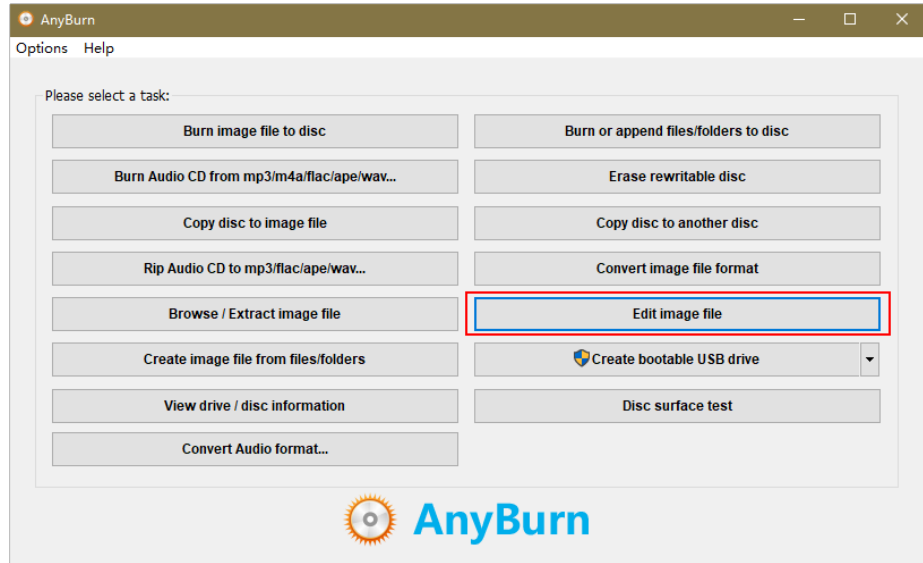 AnyBurn
Options Help
Please select a task:
Burn image file to disc
Burn or append files/folders to disc
Burn Audio CD from mp3/m4a/flac/ape/wav...
Erase rewritable disc
Copy disc to image file
Copy disc to another disc
Rip Audio CD to mp3/flac/ape/wav...
Convert image file format
Browse / Extract image file
Edit image file
Create image file from files/folders
Create bootable USB drive
View drive / disc information
Disc surface test
Convert Audio format...
AnyBurn